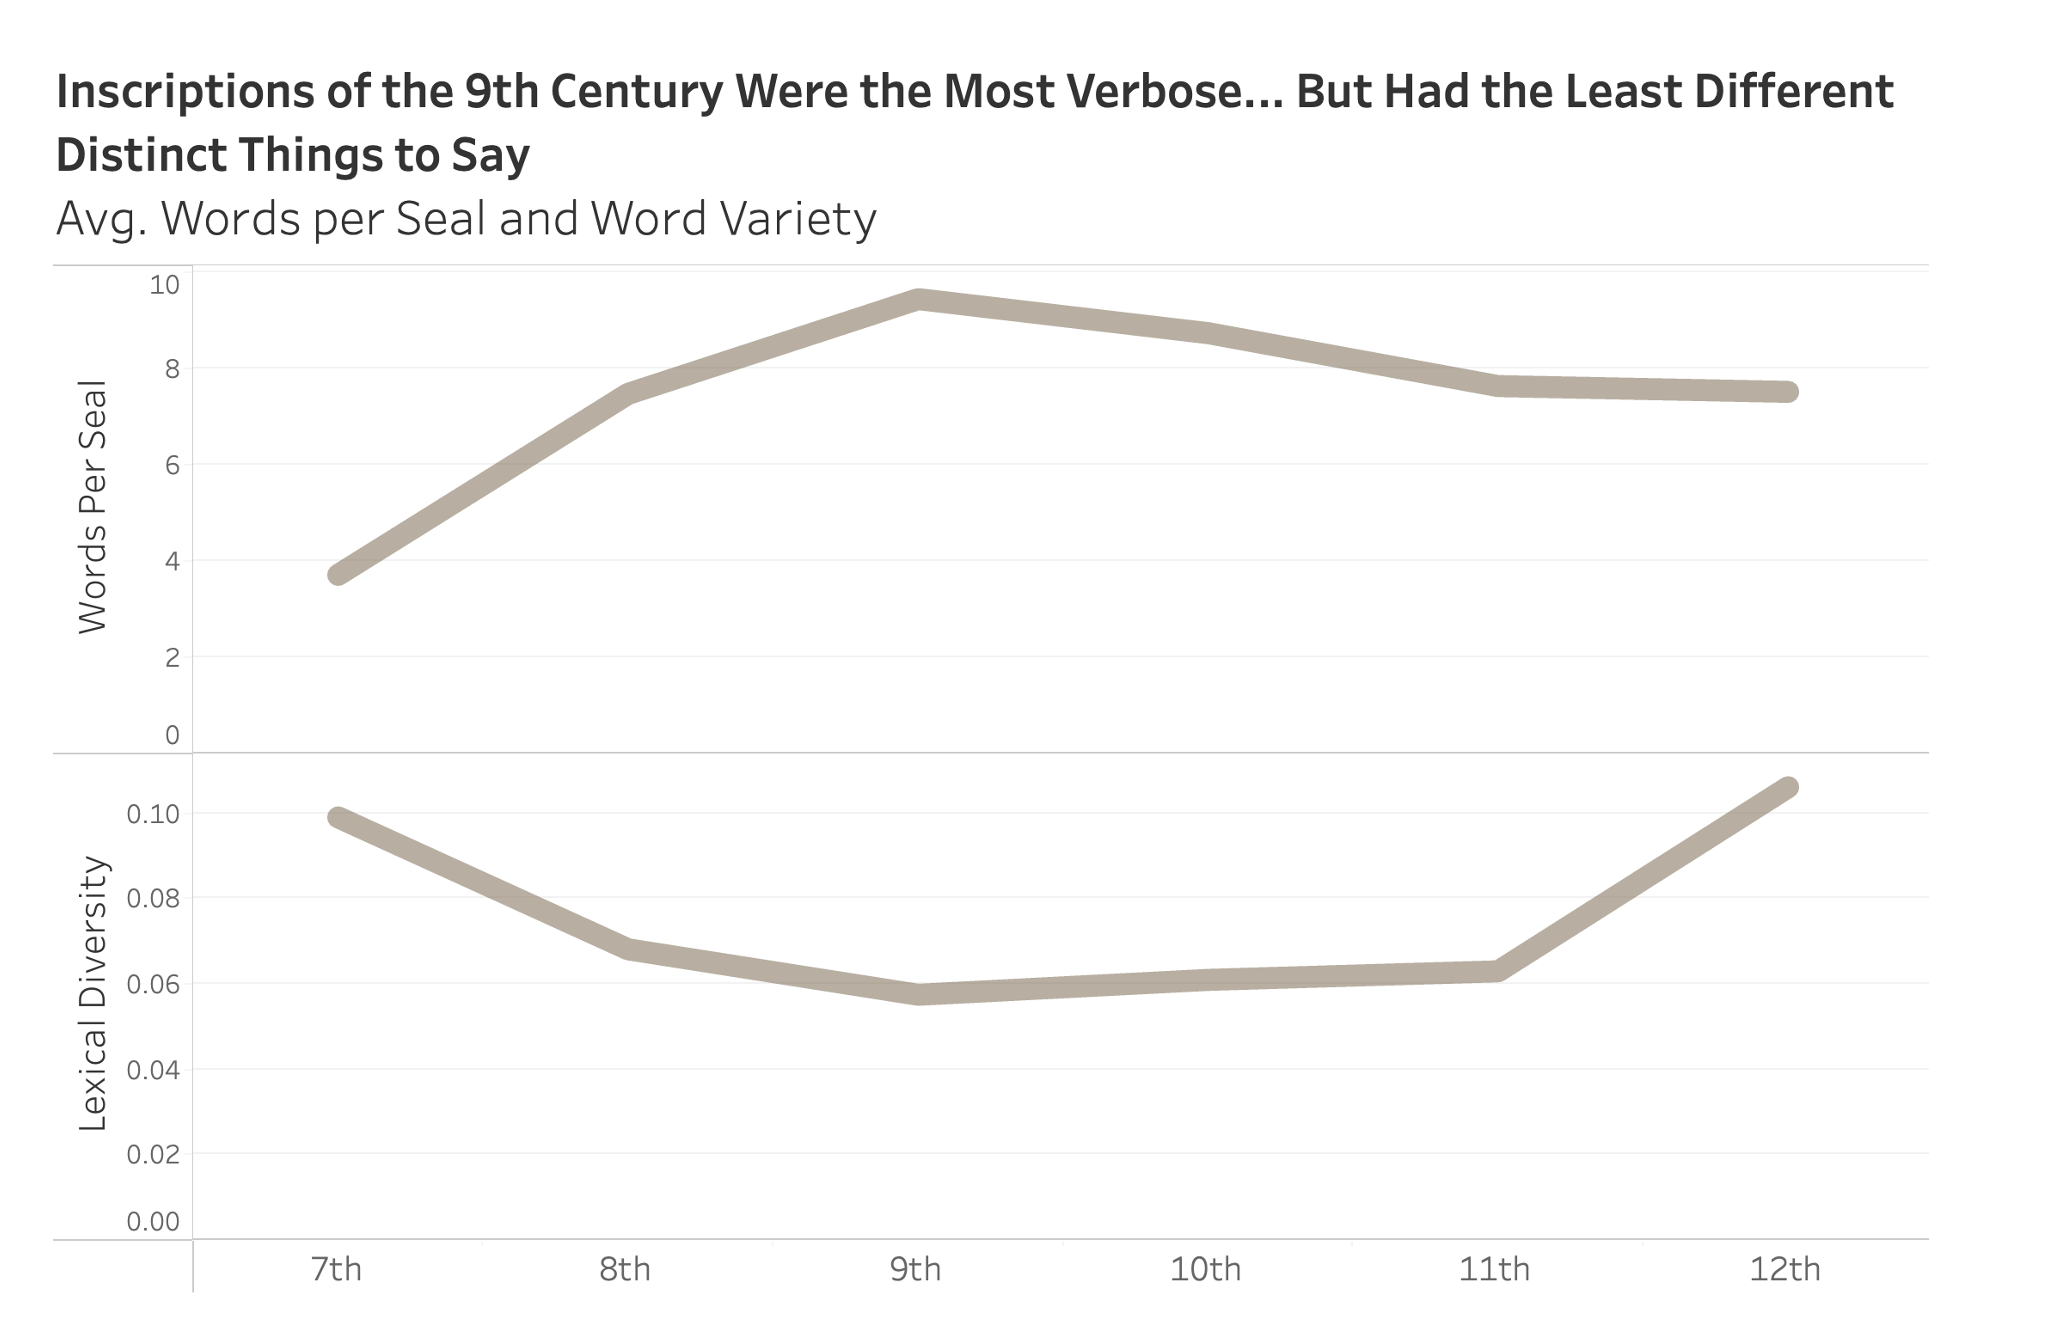 Inscriptions of the 9th Century Were the Most Verbose... But Had the Least Different
Distinct Things to Say
Avg. Words per Seal and Word Variety
Words Per Seal
10
8
6
4
2
0
Lexical Diversity
0.10
0.08
0.06
0.04
0.02
0.00
7th 8th 9th 10th 11th 12th